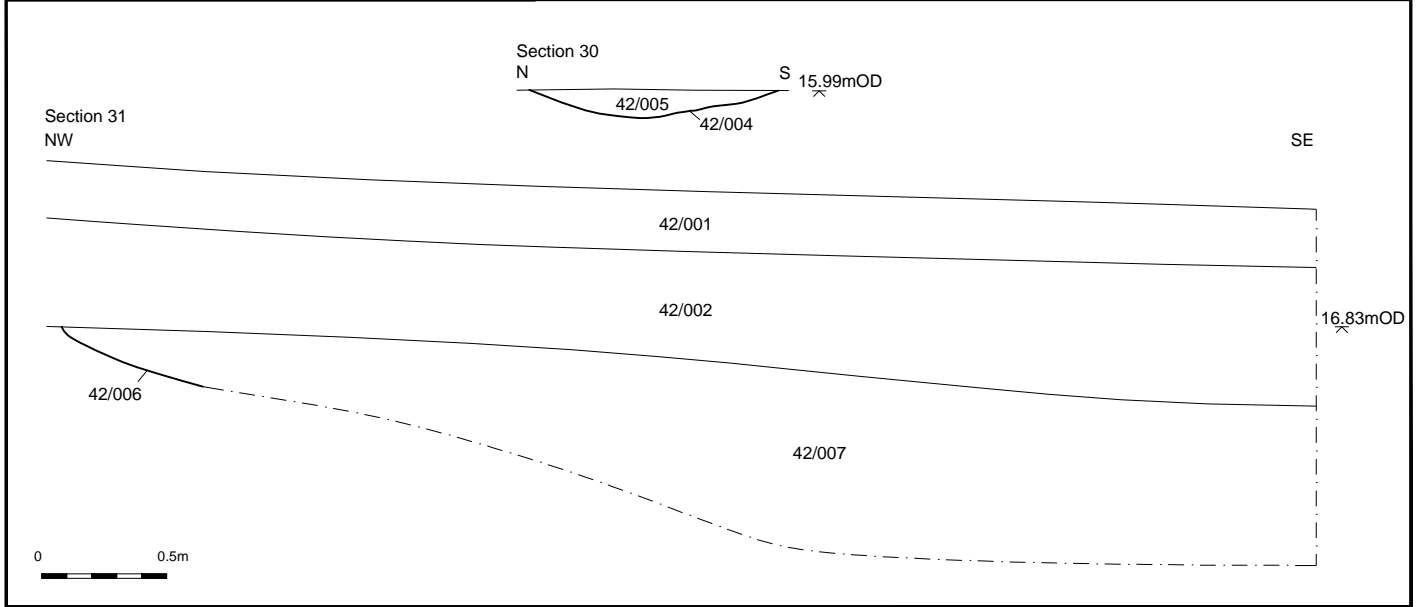 Section 30
N S 15.99mOD
42/005
42/004
Section 31
NW SE
42/001
42/002
16.83mOD
42/006
42/007
0 0.5m